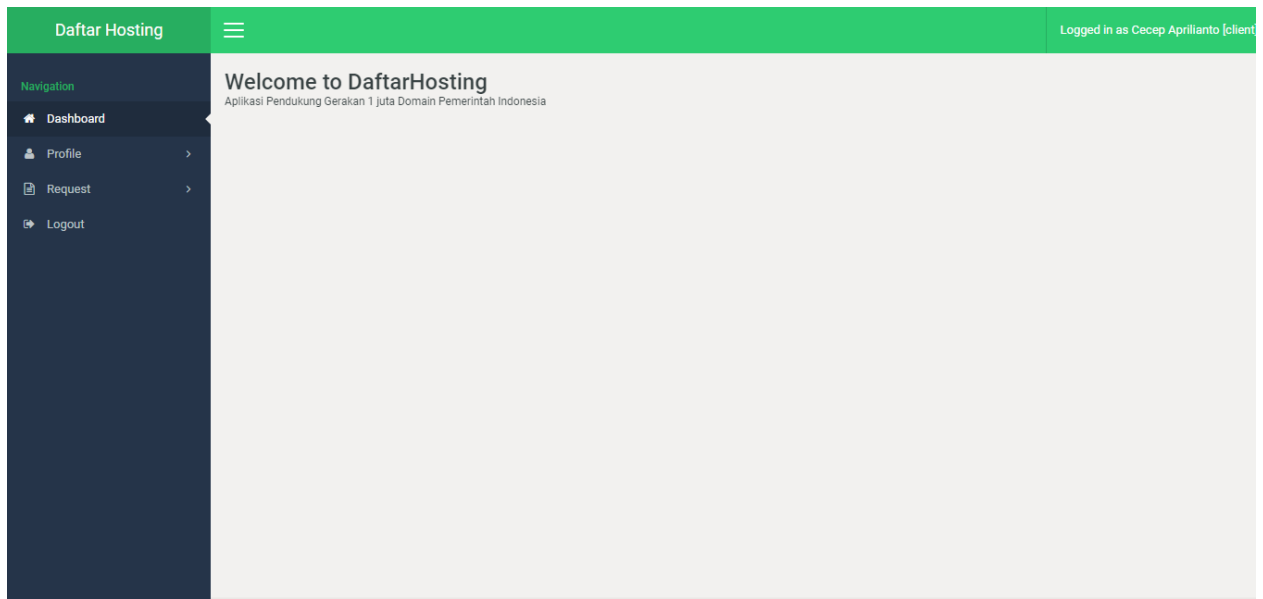 Daftar Hosting
Logged in as Cecep Aprilianto [client]
Navigation
Dashboard
Profile
Request
Logout
Welcome to DaftarHosting
Aplikasi Pendukung Gerakan 1 juta Domain Pemerintah Indonesia